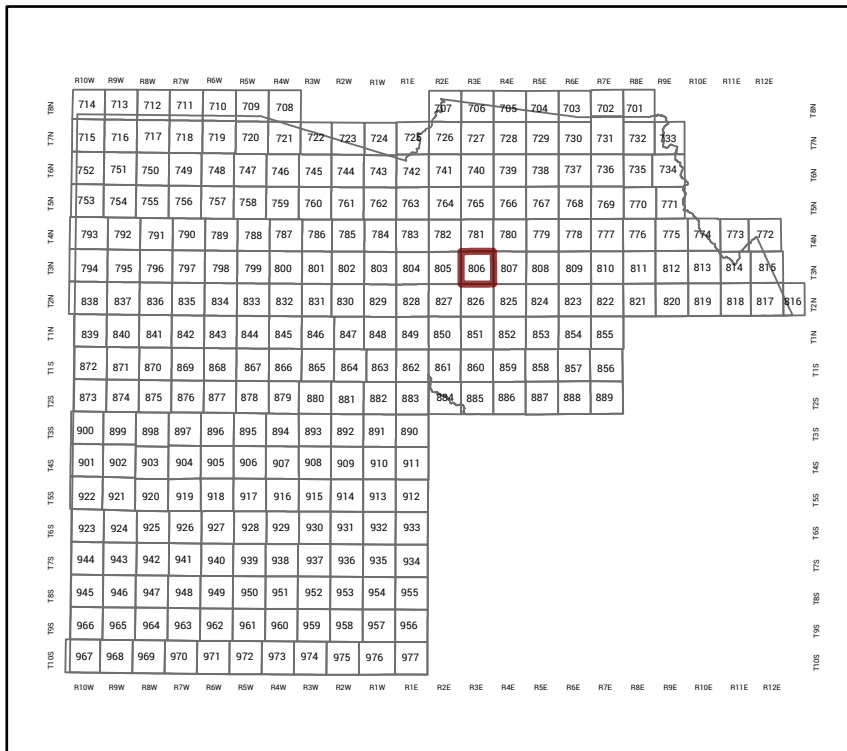 R10W R9W R8W R7W R6W R5W R4W R3W R2W R1W R1E R2E R3E R4E R5E R6E R7E R8E R9E R10E R11E R12E
T8N 714 713 712 711 710 709 708 707 706 705 704 703 702 701 T8N
T7N 715 716 717 718 719 720 721 722 723 724 725 726 727 728 729 730 731 732 733 T7N
T6N 752 751 750 749 748 747 746 745 744 743 742 741 740 739 738 737 736 735 734 T6N
T5N 753 754 755 756 757 758 759 760 761 762 763 764 765 766 767 768 769 770 771 T5N
T4N 793 792 791 790 789 788 787 786 785 784 783 782 781 780 779 778 777 776 775 774 773 772 T4N
T3N 794 795 796 797 798 799 800 801 802 803 804 805 806 807 808 809 810 811 812 813 814 815 T3N
T2N 838 837 836 835 834 833 832 831 830 829 828 827 826 825 824 823 822 821 820 819 818 817 816 T2N
T1N 839 840 841 842 843 844 845 846 847 848 849 850 851 852 853 854 855 T1N
T1S 872 871 870 869 868 867 866 865 864 863 862 861 860 859 858 857 856 T1S
T2S 873 874 875 876 877 878 879 880 881 882 883 884 885 886 887 888 889 T2S
T3S 900 899 898 897 896 895 894 893 892 891 890 T3S
T4S 901 902 903 904 905 906 907 908 909 910 911 T4S
T5S 922 921 920 919 918 917 916 915 914 913 912 T5S
T6S 923 924 925 926 927 928 929 930 931 932 933 T6S
T7S 944 943 942 941 940 939 938 937 936 935 934 T7S
T8S 945 946 947 948 949 950 951 952 953 954 955 T8S
T9S 966 965 964 963 962 961 960 959 958 957 956 T9S
T10S 967 968 969 970 971 972 973 974 975 976 977 T10S
R10W R9W R8W R7W R6W R5W R4W R3W R2W R1W R1E R2E R3E R4E R5E R6E R7E R8E R9E R10E R11E R12E